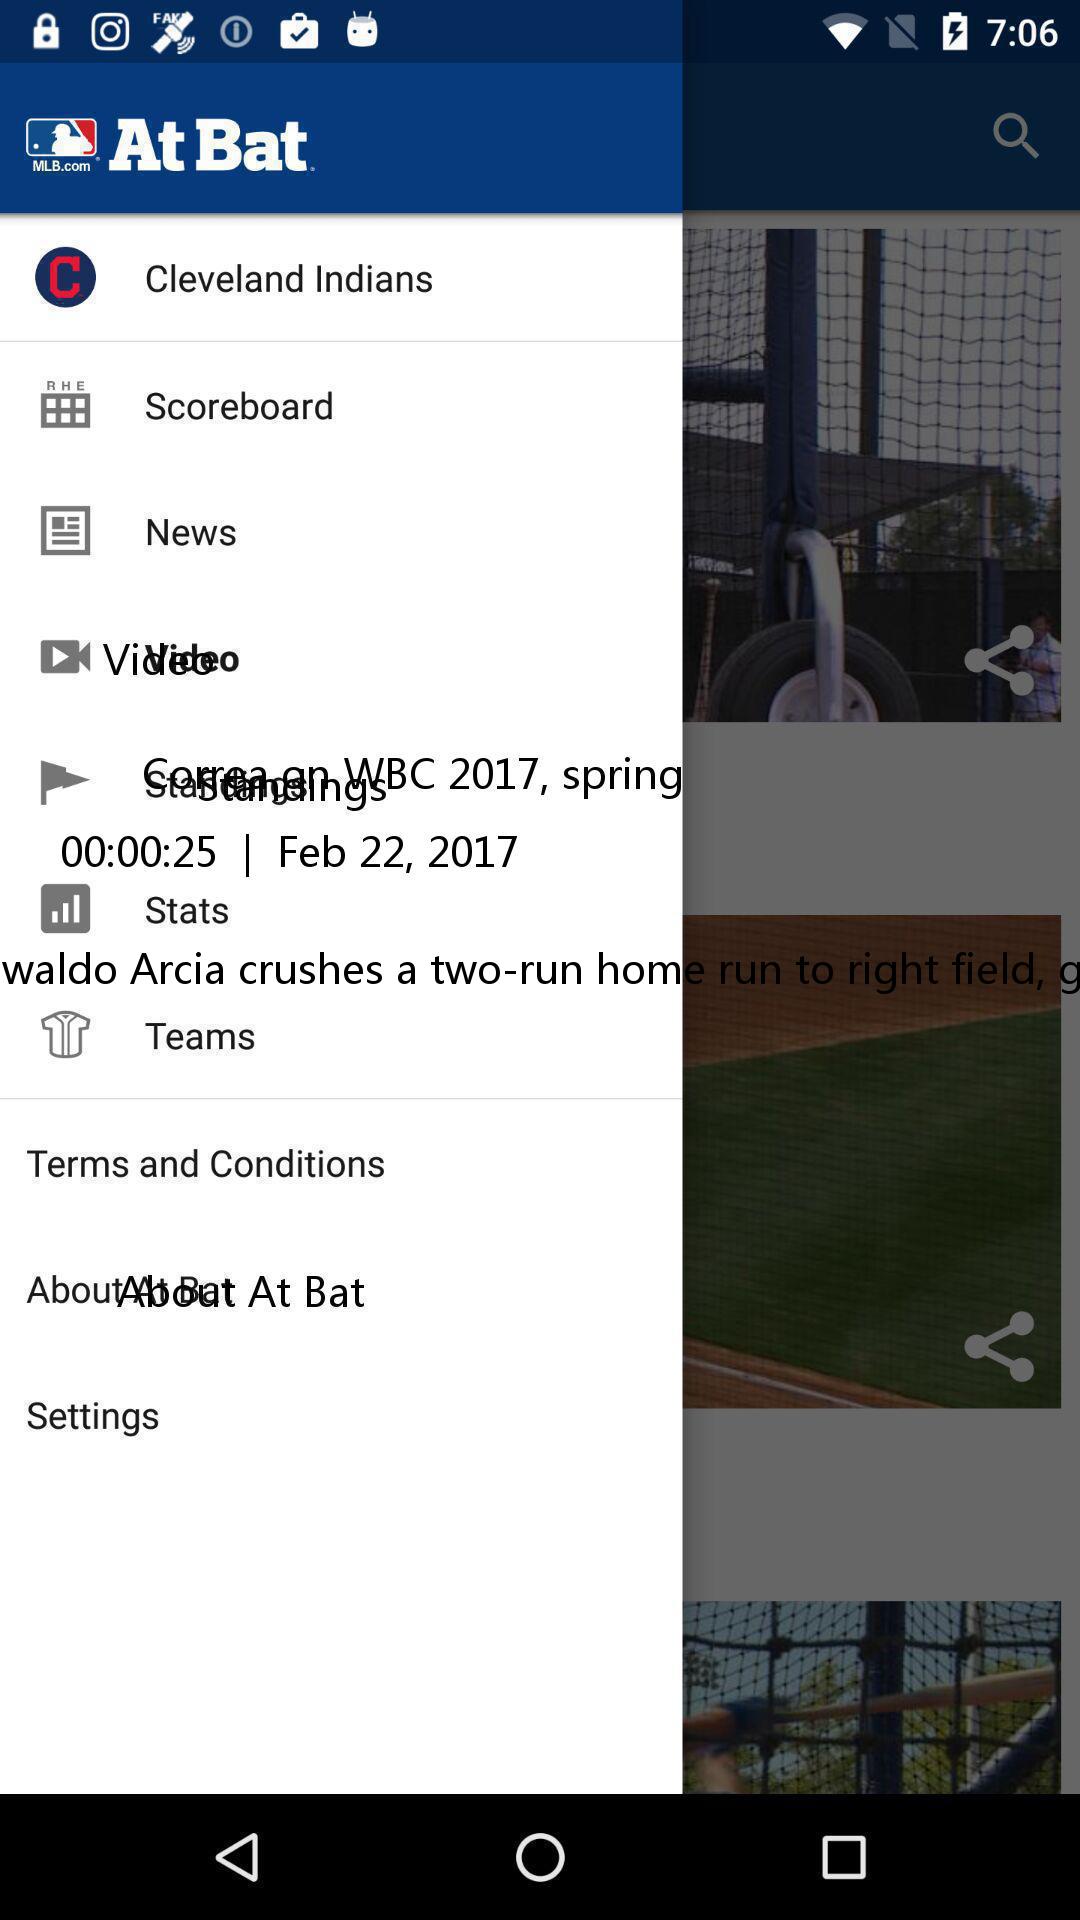 FAKE 7:06
MLB.com At Bat
Cleveland Indians
R H E
Scoreboard
News
Video Video
Correa on WBC 2017, spring
Standings Standings
00:00:25 | Feb 22, 2017
Stats
waldo Arcia crushes a two-run home run to right field, g
Teams
Terms and Conditions
About At Bat About At Bat
Settings